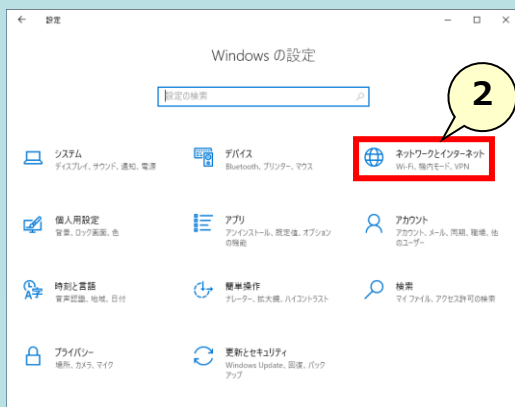 設定
Windows の設定
設定の検索
2
システム
ディスプレイ、サウンド、通知、電源
デバイス
Bluetooth、プリンター、マウス
ネットワークとインターネット
Wi-Fi、機内モード、VPN
個人用設定
背景、ロック画面、色
アプリ
アンインストール、既定値、オプション
の機能
アカウント
アカウント、メール、同期、職場、他
のユーザー
時刻と言語
音声認識、地域、日付
簡単操作
ナレーター、拡大鏡、ハイコントラスト
検索
マイ ファイル、アクセス許可の検索
プライバシー
場所、カメラ、マイク
更新とセキュリティ
Windows Update、回復、バック
アップ